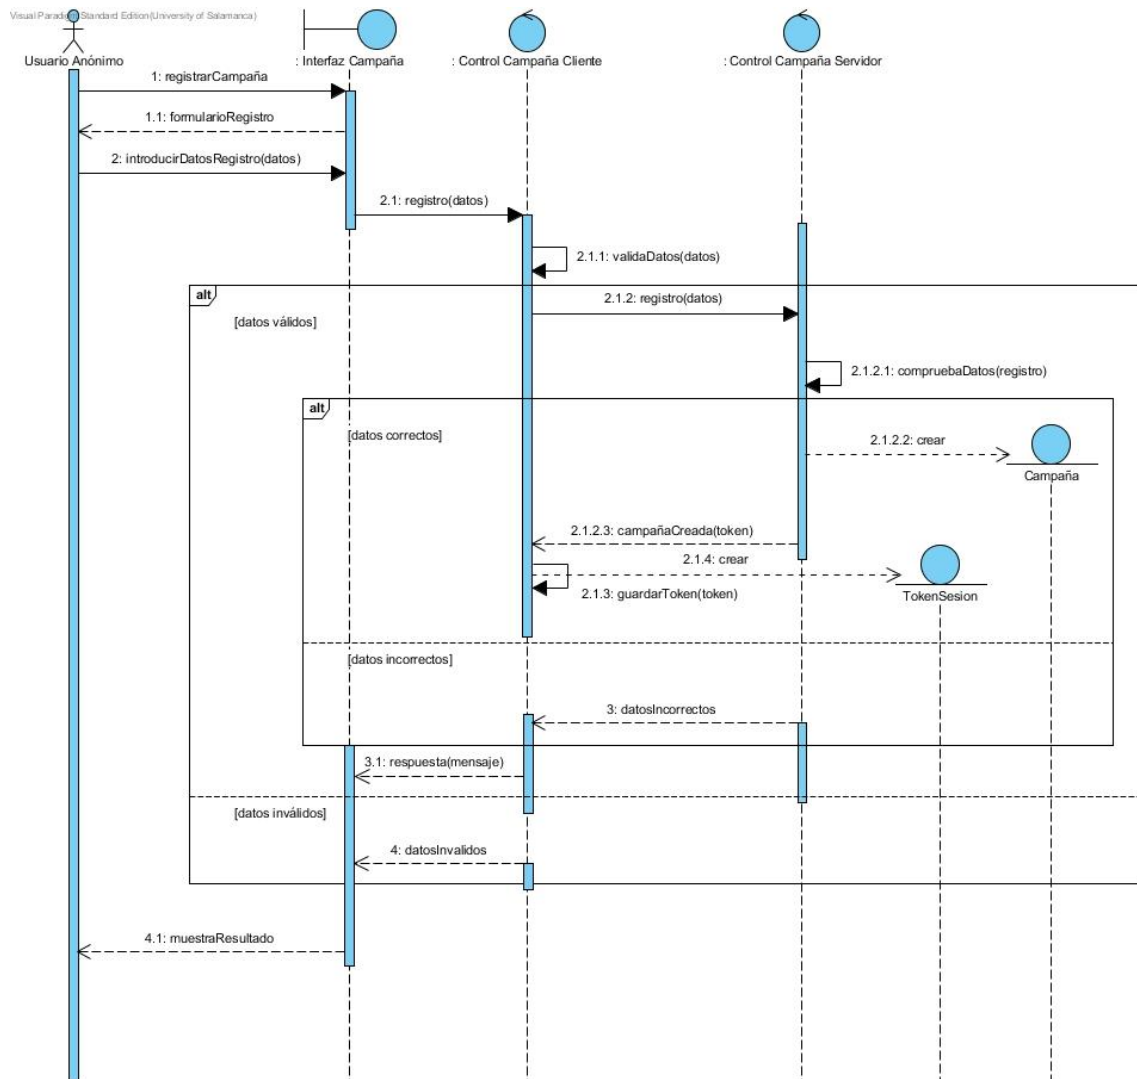 Visual Paradigm Standard Edition(University of Salamanca)
Usuario Anónimo
: Interfaz Campaña
: Control Campaña Cliente
: Control Campaña Servidor
1: registrarCampaña
1.1: formularioRegistro
2: introducirDatosRegistro(datos)
2.1: registro(datos)
2.1.1: validaDatos(datos)
alt
2.1.2: registro(datos)
[datos válidos]
2.1.2.1: compruebaDatos(registro)
alt
[datos correctos]
2.1.2.2: crear
Campaña
2.1.2.3: campañaCreada(token)
2.1.4: crear
2.1.3: guardarToken(token)
TokenSesion
[datos incorrectos]
3: datosIncorrectos
3.1: respuesta(mensaje)
[datos inválidos]
4: datosInvalidos
4.1: muestraResultado